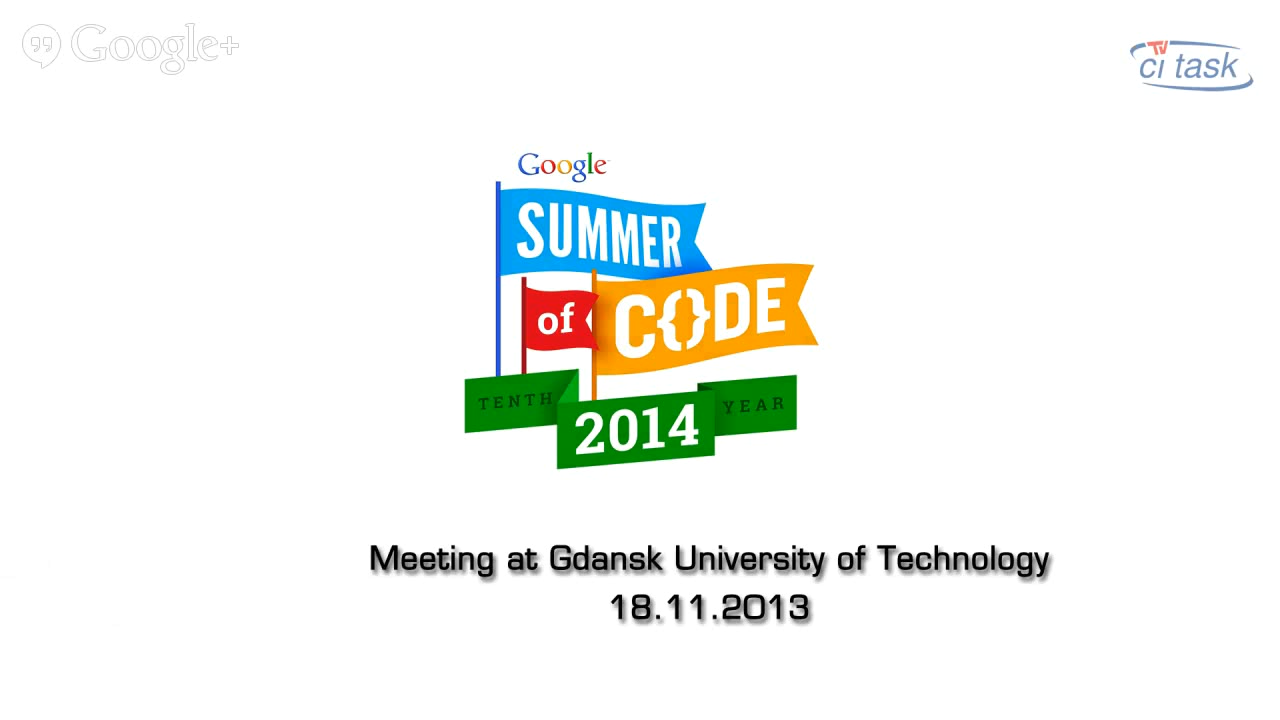 Google+
TV
ci task
Google
SUMMER
of
C{}DE
TENTH
2014
YEAR
Meeting at Gdansk University of Technology
18.11.2013